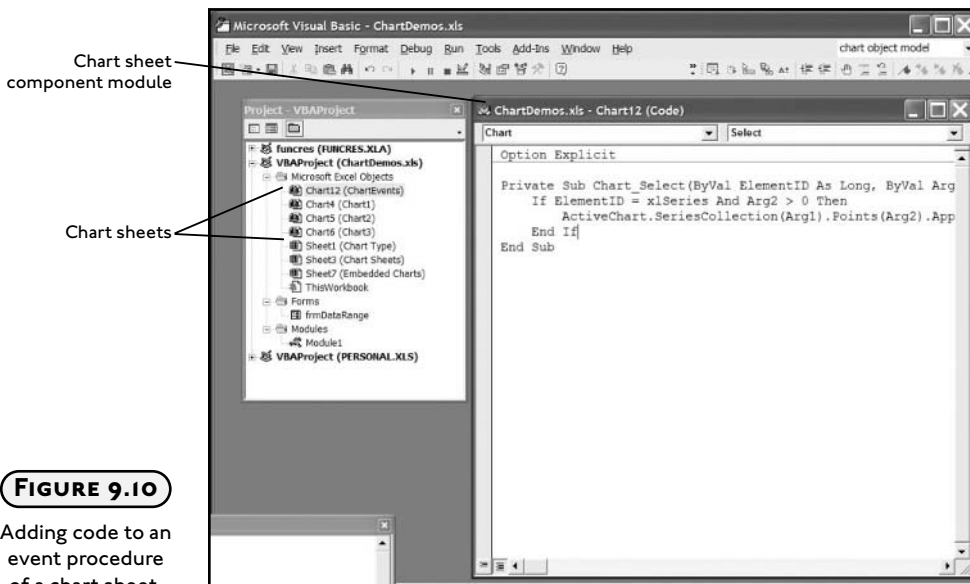 Microsoft Visual Basic - ChartDemos.xls
File Edit View Insert Format Debug Run Tools Add-Ins Window Help
chart object model
Chart sheet
component module
Project - VBAProject
funcres (FUNCRES.XLA)
VBAProject (ChartDemos.xls)
Microsoft Excel Objects
Chart12 (ChartEvents)
Chart4 (Chart1)
Chart5 (Chart2)
Chart6 (Chart3)
Sheet1 (Chart Type)
Sheet3 (Chart Sheets)
Sheet7 (Embedded Charts)
ThisWorkbook
Forms
frmDataRange
Modules
Module1
VBAProject (PERSONAL.XLS)
Chart sheets
ChartDemos.xls - Chart12 (Code)
Chart
Select
Option Explicit
Private Sub Chart_Select(ByVal ElementID As Long, ByVal Arg
If ElementID = xlSeries And Arg2 > 0 Then
ActiveChart.SeriesCollection(Arg1).Points(Arg2).App
End If
End Sub
FIGURE 9.10
Adding code to an
event procedure
of a chart sheet